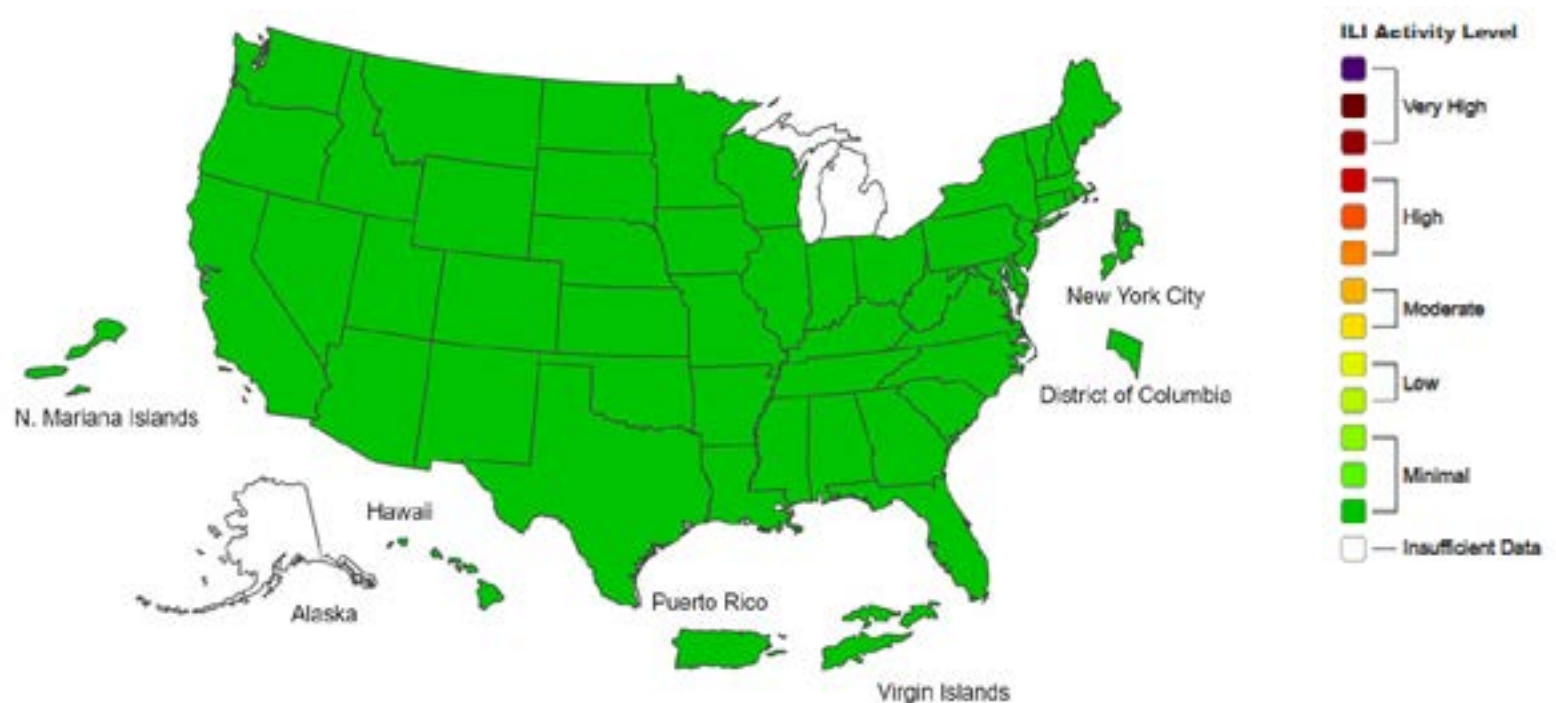 ILI Activity Level
Very High
High
Moderate
Low
Minimal
Insufficient Data
New York City
District of Columbia
N. Mariana Islands
Hawaii
Alaska
Puerto Rico
Virgin Islands